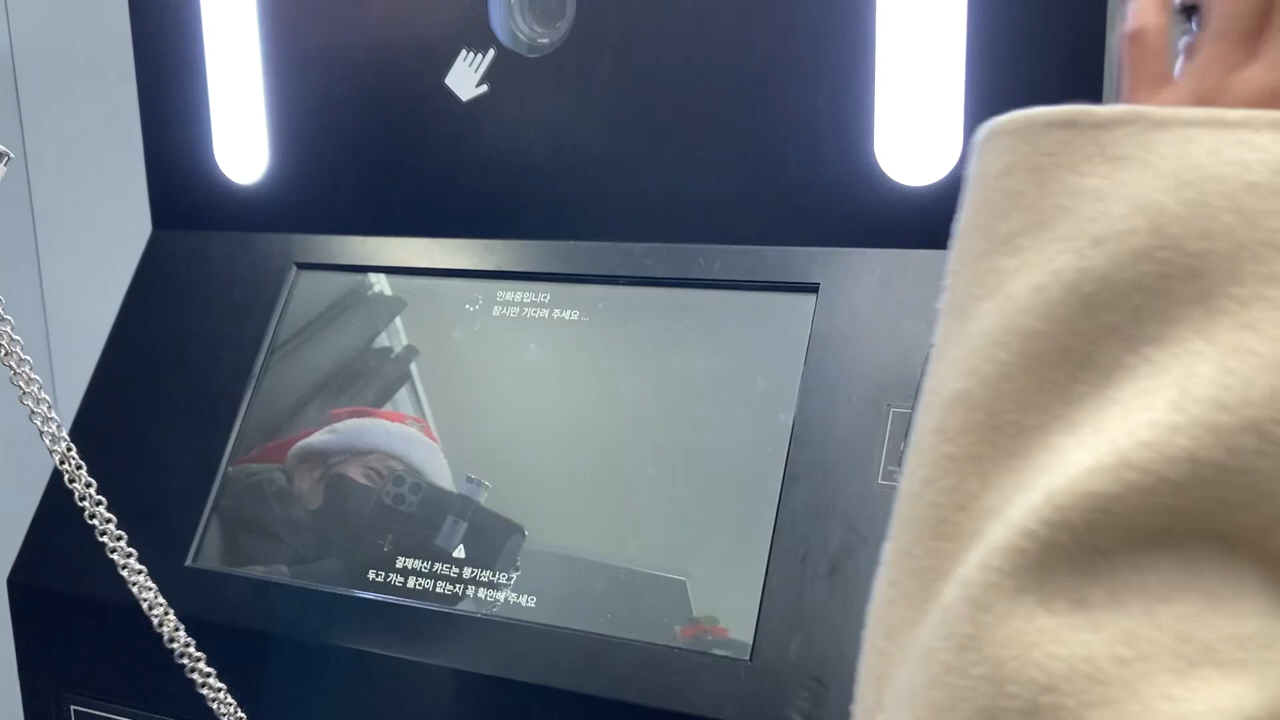 인화중입니다
잠시만 기다려 주세요 ...
결제하신 카드는 챙기셨나요?
두고 가는 물건이 없는지 꼭 확인해 주세요